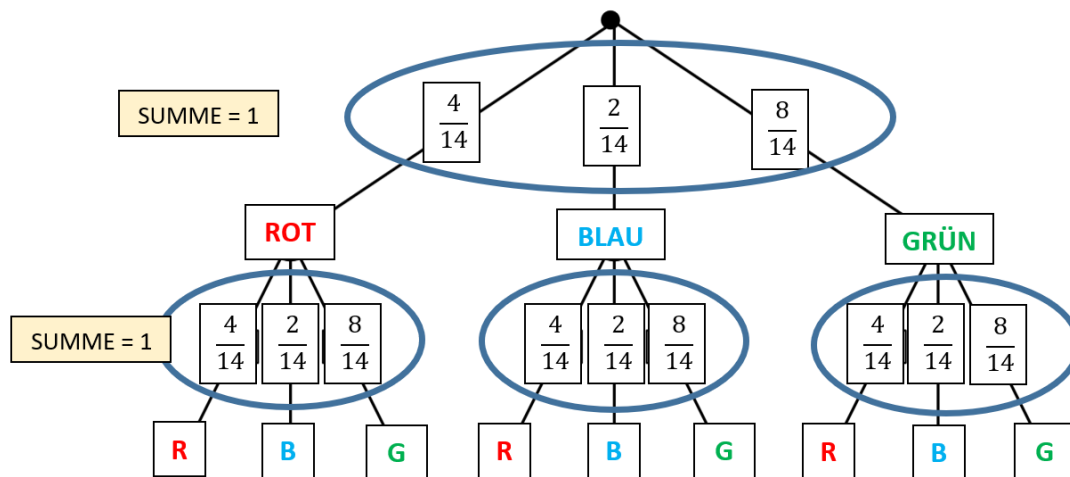 SUMME = 1
4/14 2/14 8/14
ROT BLAU GRÜN
SUMME = 1
4/14 2/14 8/14 4/14 2/14 8/14 4/14 2/14 8/14
R B G R B G R B G